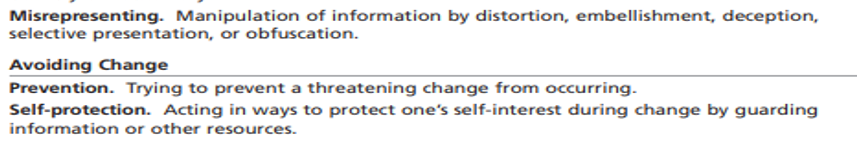 Misrepresenting. Manipulation of information by distortion, embellishment, deception,
selective presentation, or obfuscation.
Avoiding Change
Prevention. Trying to prevent a threatening change from occurring.
Self-protection. Acting in ways to protect one's self-interest during change by guarding
information or other resources.